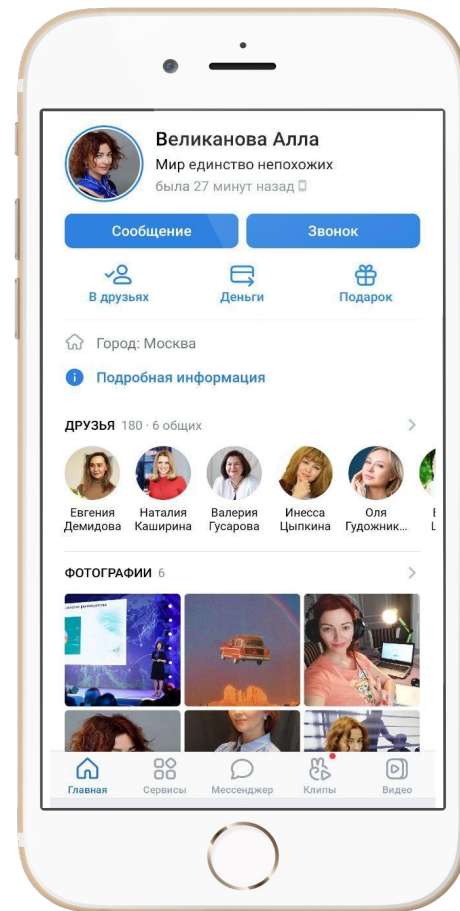 Великанова Алла
Мир единство непохожих
была 27 минут назад
Сообщение
Звонок
В друзьях
Деньги
Подарок
Город: Москва
Подробная информация
ДРУЗЬЯ 180 · 6 общих
Евгения Демидова
Наталия Каширина
Валерия Гусарова
Инесса Цыпкина
Оля Гудожник...
ФОТОГРАФИИ 6
Главная
Сервисы
Мессенджер
Клипы
Видео